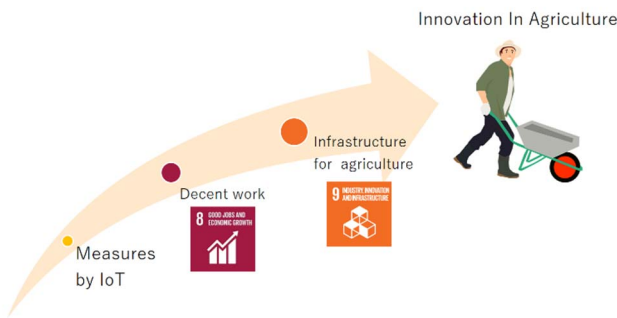 Innovation In Agriculture
Infrastructure
for agriculture
9 INDUSTRY, INNOVATION
AND INFRASTRUCTURE
Decent work
8 GOOD JOBS AND
ECONOMIC GROWTH
Measures
by IoT